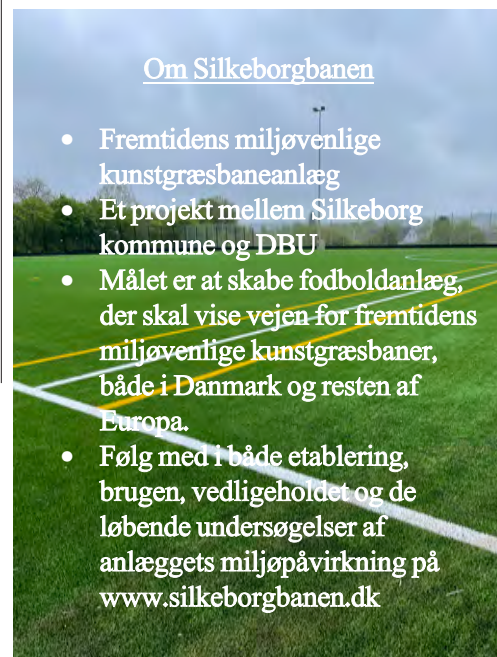 Om Silkeborgbanen
• Fremtidens miljøvenlige
kunstgræsbaneanlæg
• Et projekt mellem Silkeborg
kommune og DBU
• Målet er at skabe fodboldanlæg,
der skal vise vejen for fremtidens
miljøvenlige kunstgræsbaner,
både i Danmark og resten af
Europa.
• Følg med i både etablering,
brugen, vedligeholdet og de
løbende undersøgelser af
anlæggets miljøpåvirkning på
www.silkeborgbanen.dk